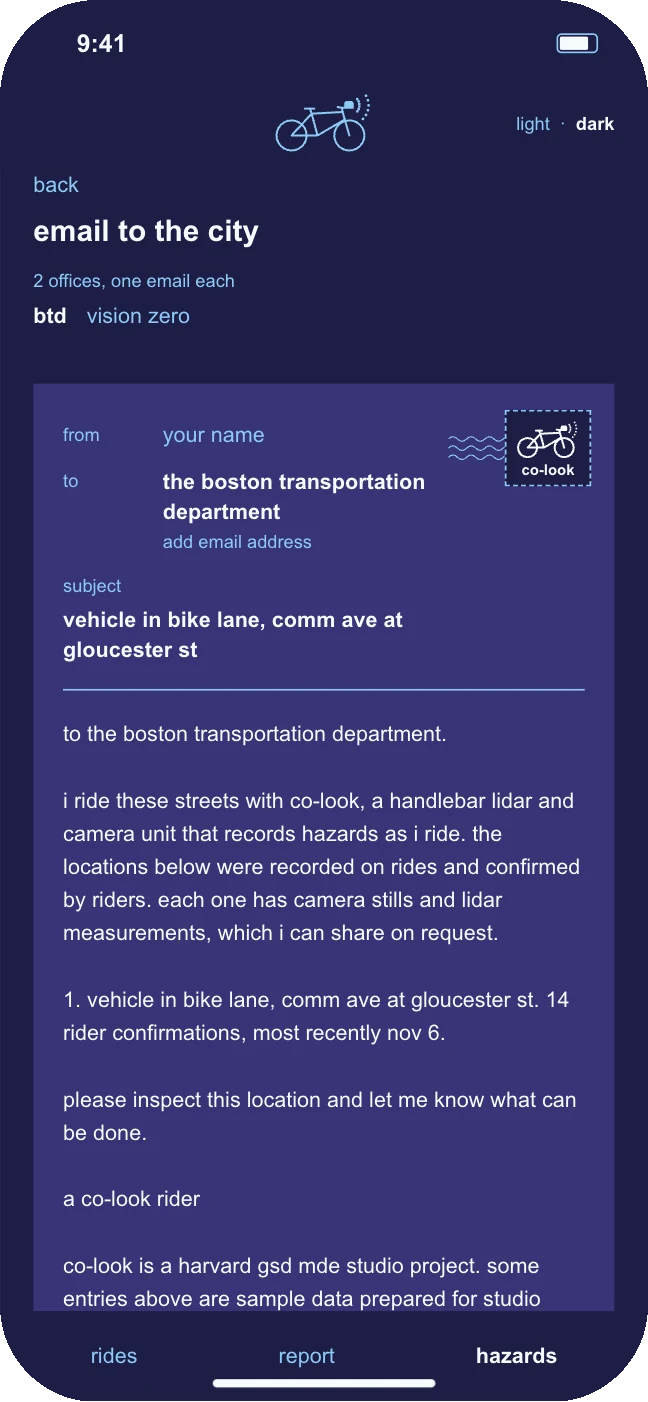 9:41
light · dark
back
email to the city
2 offices, one email each
btd vision zero
from your name
co-look
to the boston transportation
department
add email address
subject
vehicle in bike lane, comm ave at
gloucester st
to the boston transportation department.
i ride these streets with co-look, a handlebar lidar and
camera unit that records hazards as i ride. the
locations below were recorded on rides and confirmed
by riders. each one has camera stills and lidar
measurements, which i can share on request.
1. vehicle in bike lane, comm ave at gloucester st. 14
rider confirmations, most recently nov 6.
please inspect this location and let me know what can
be done.
a co-look rider
co-look is a harvard gsd mde studio project. some
entries above are sample data prepared for studio
rides report hazards